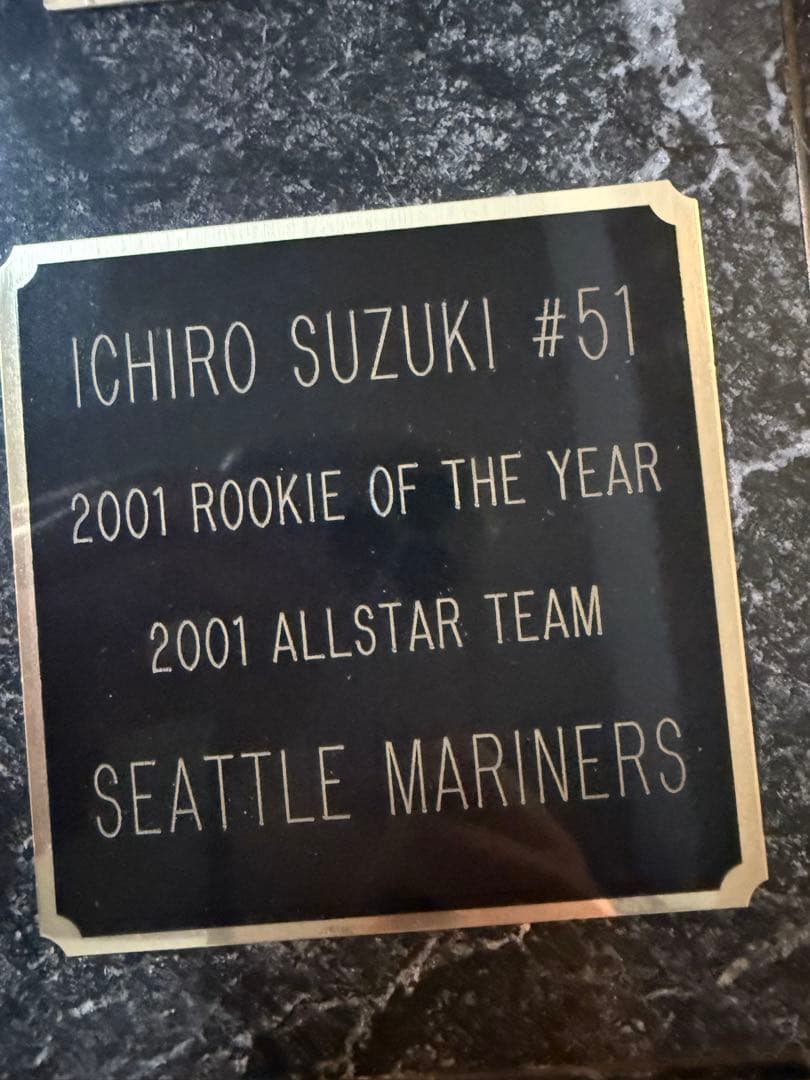 ICHIRO SUZUKI #51
2001 ROOKIE OF THE YEAR
2001 ALLSTAR TEAM
SEATTLE MARINERS